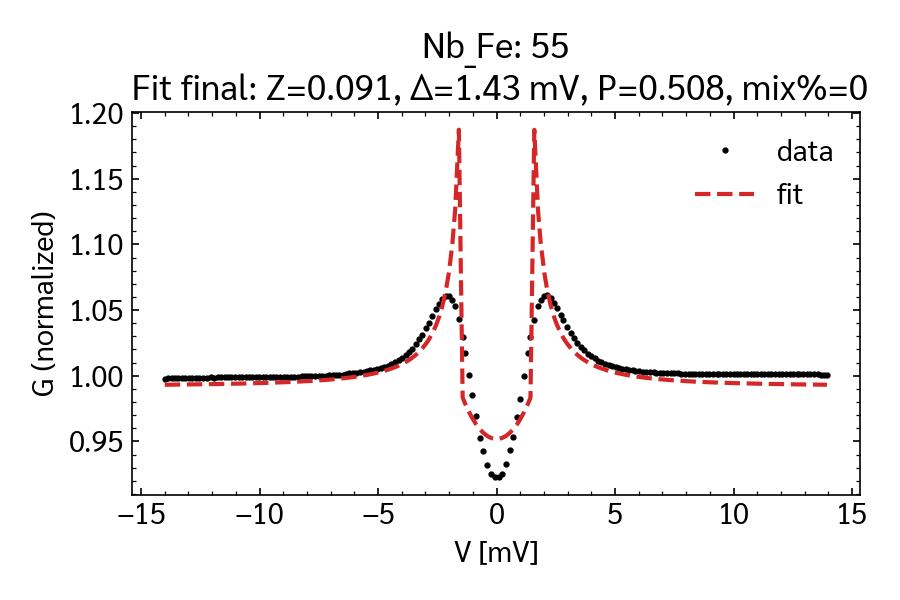 Nb_Fe: 55
Fit final: Z=0.091, Δ=1.43 mV, P=0.508, mix%=0
1.20
1.15
1.10
1.05
1.00
0.95
G (normalized)
data
fit
−15
−10
−5
0
5
10
15
V [mV]